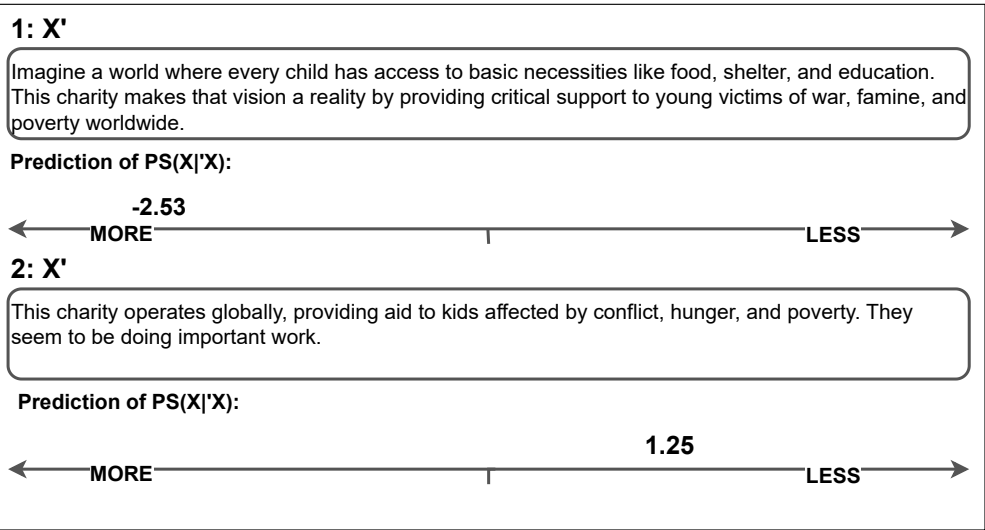 1: X'
Imagine a world where every child has access to basic necessities like food, shelter, and education.
This charity makes that vision a reality by providing critical support to young victims of war, famine, and
poverty worldwide.
Prediction of PS(X|'X):
-2.53
MORE LESS
2: X'
This charity operates globally, providing aid to kids affected by conflict, hunger, and poverty. They
seem to be doing important work.
Prediction of PS(X|'X):
1.25
MORE LESS